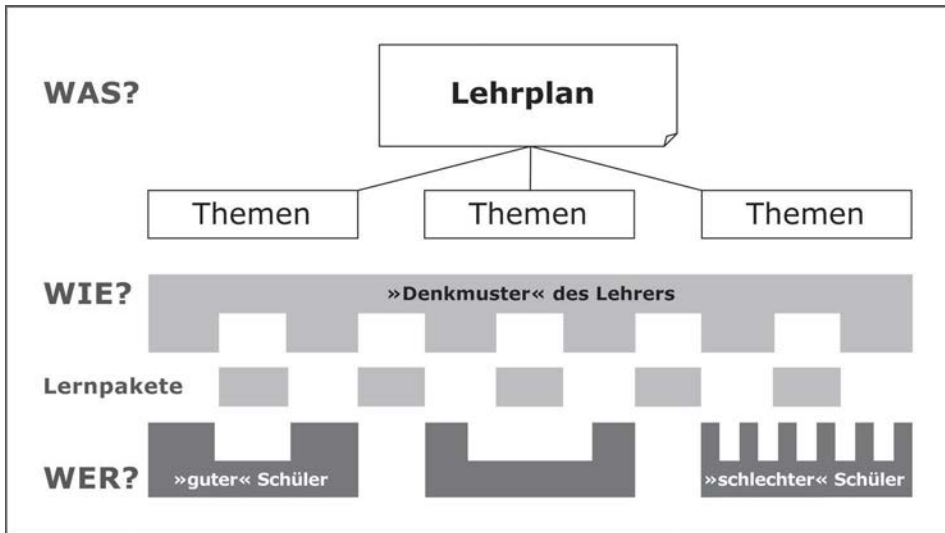 WAS?
Lehrplan
Themen
Themen
Themen
WIE?
»Denkmuster« des Lehrers
Lernpakete
WER?
»guter« Schüler
»schlechter« Schüler